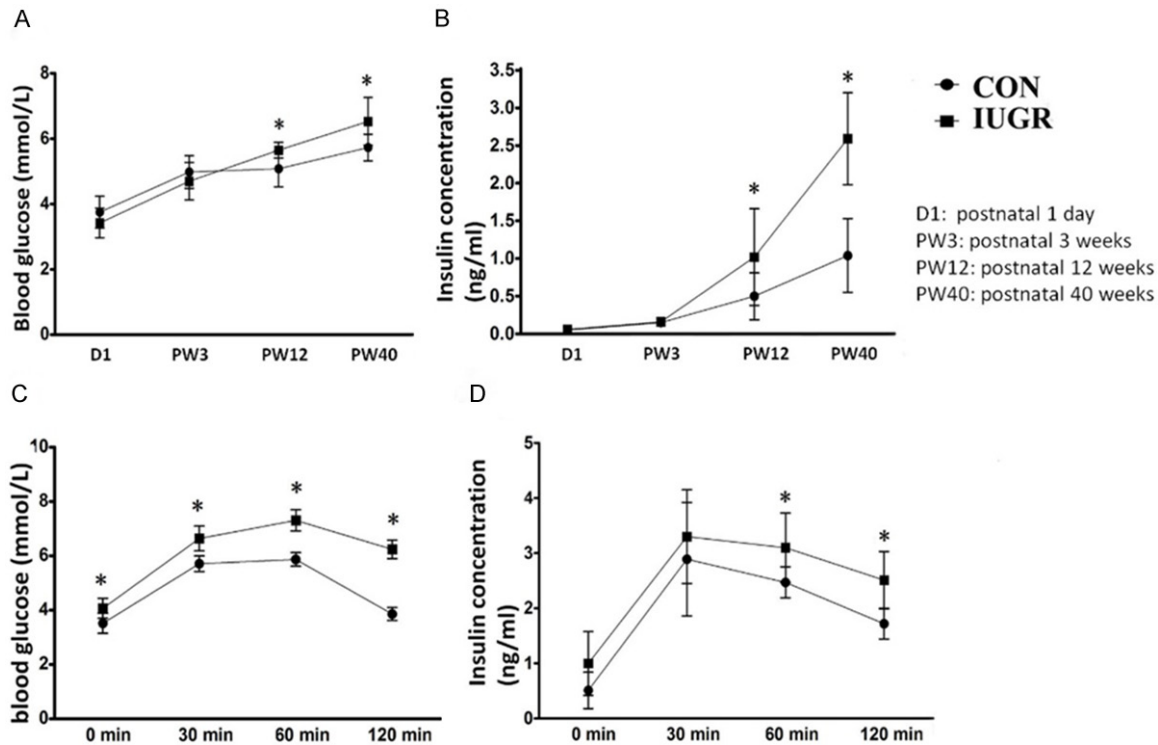 A
Blood glucose (mmol/L)
8
6
4
2
0
*
*
D1 PW3 PW12 PW40
B
Insulin concentration
(ng/ml)
3.5
3.0
2.5
2.0
1.5
1.0
0.5
0.0
*
*
D1 PW3 PW12 PW40
CON
IUGR
D1: postnatal 1 day
PW3: postnatal 3 weeks
PW12: postnatal 12 weeks
PW40: postnatal 40 weeks
C
blood glucose (mmol/L)
10
8
6
4
2
0
*
*
*
*
0 min 30 min 60 min 120 min
D
Insulin concentration
(ng/ml)
5
4
3
2
1
0
*
*
0 min 30 min 60 min 120 min